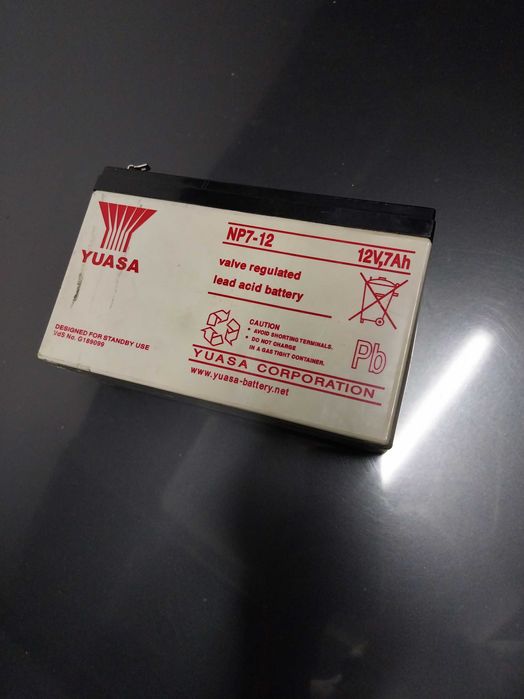 YUASA
NP7-12
12V,7Ah
valve regulated
lead acid battery
CAUTION
• AVOID SHORTING TERMINALS.
• DO NOT CHARGE
IN A GAS TIGHT CONTAINER.
Pb
DESIGNED FOR STANDBY USE
VdS No. G189099
YUASA CORPORATION
www.yuasa-battery.net